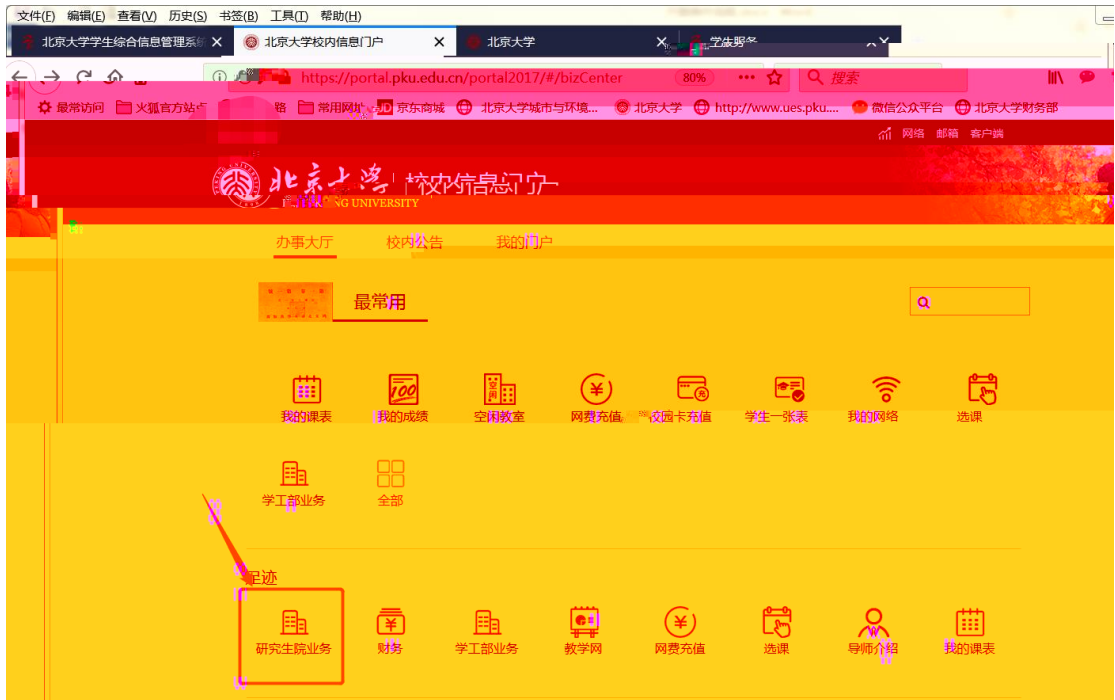 文件(F) 编辑(E) 查看(V) 历史(S) 书签(B) 工具(T) 帮助(H)
北京大学学生综合信息管理系统 北京大学校内信息门户 北京大学
https://portal.pku.edu.cn/portal2017/#/bizCenter 80% 搜索
最常访问 火狐官方站点 常用网址 JD 京东商城 北京大学城市与环境... 北京大学 http://www.ues.pku.... 微信公众平台 北京大学财务部
网络 邮箱 客户端
北京大学 校内信息门户
UNIVERSITY
办事大厅 校内公告 我的门户
最常用
我的课表 我的成绩 空闲教室 网费充值 校园卡充值 学生一张表 我的网络 选课
学工部业务 全部
足迹
研究生院业务 财务 学工部业务 教学网 网费充值 选课 导师介绍 我的课表